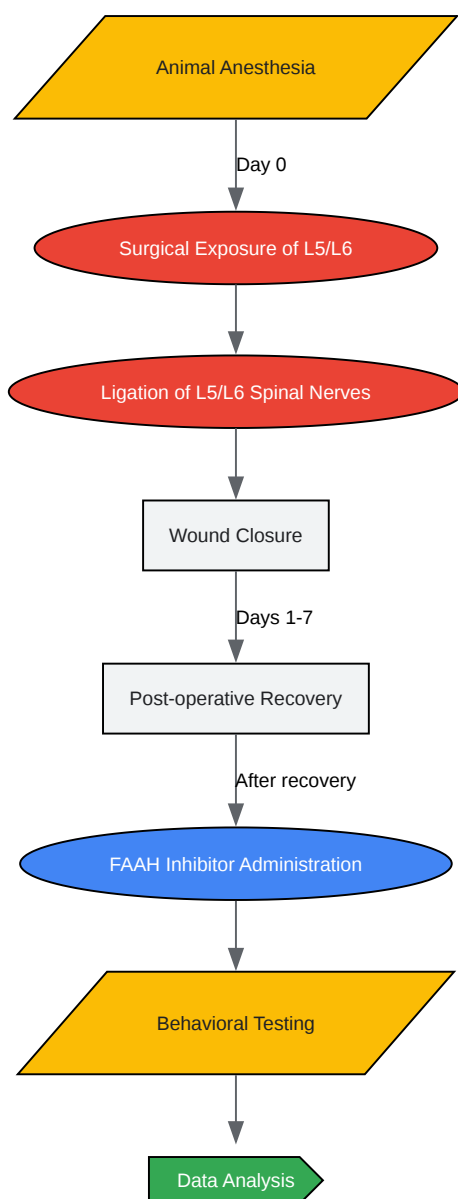 Animal Anesthesia
Day 0
Surgical Exposure of L5/L6
Ligation of L5/L6 Spinal Nerves
Wound Closure
Days 1-7
Post-operative Recovery
After recovery
FAAH Inhibitor Administration
Behavioral Testing
Data Analysis